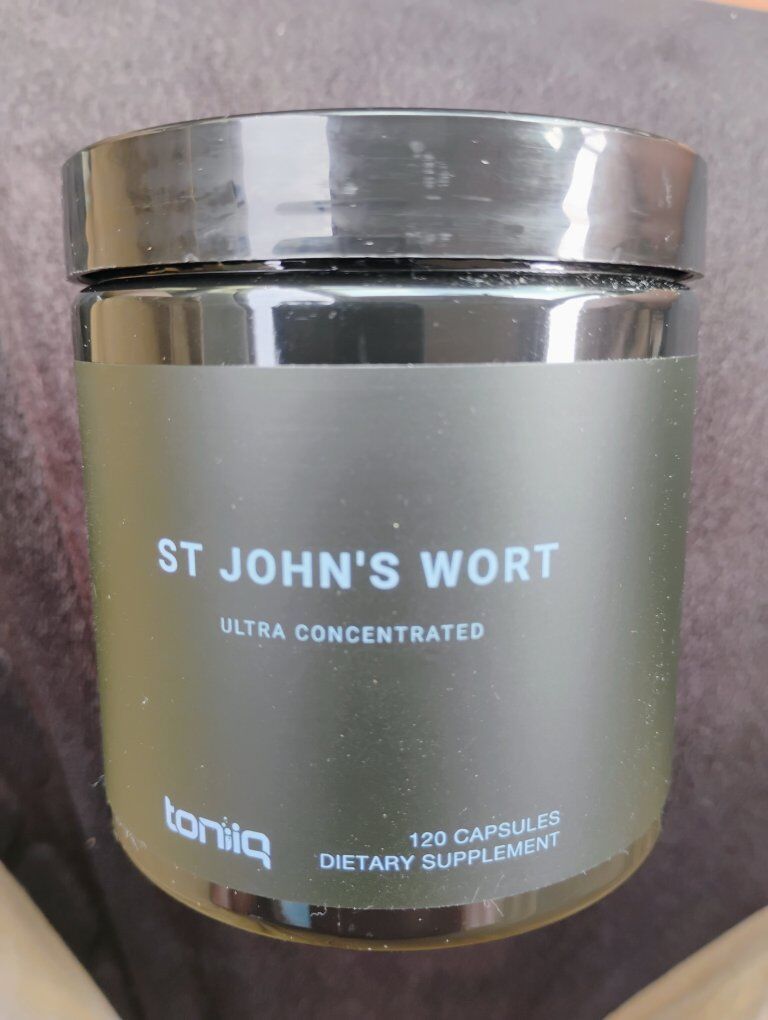 ST JOHN'S WORT
ULTRA CONCENTRATED
toniiq
120 CAPSULES
DIETARY SUPPLEMENT